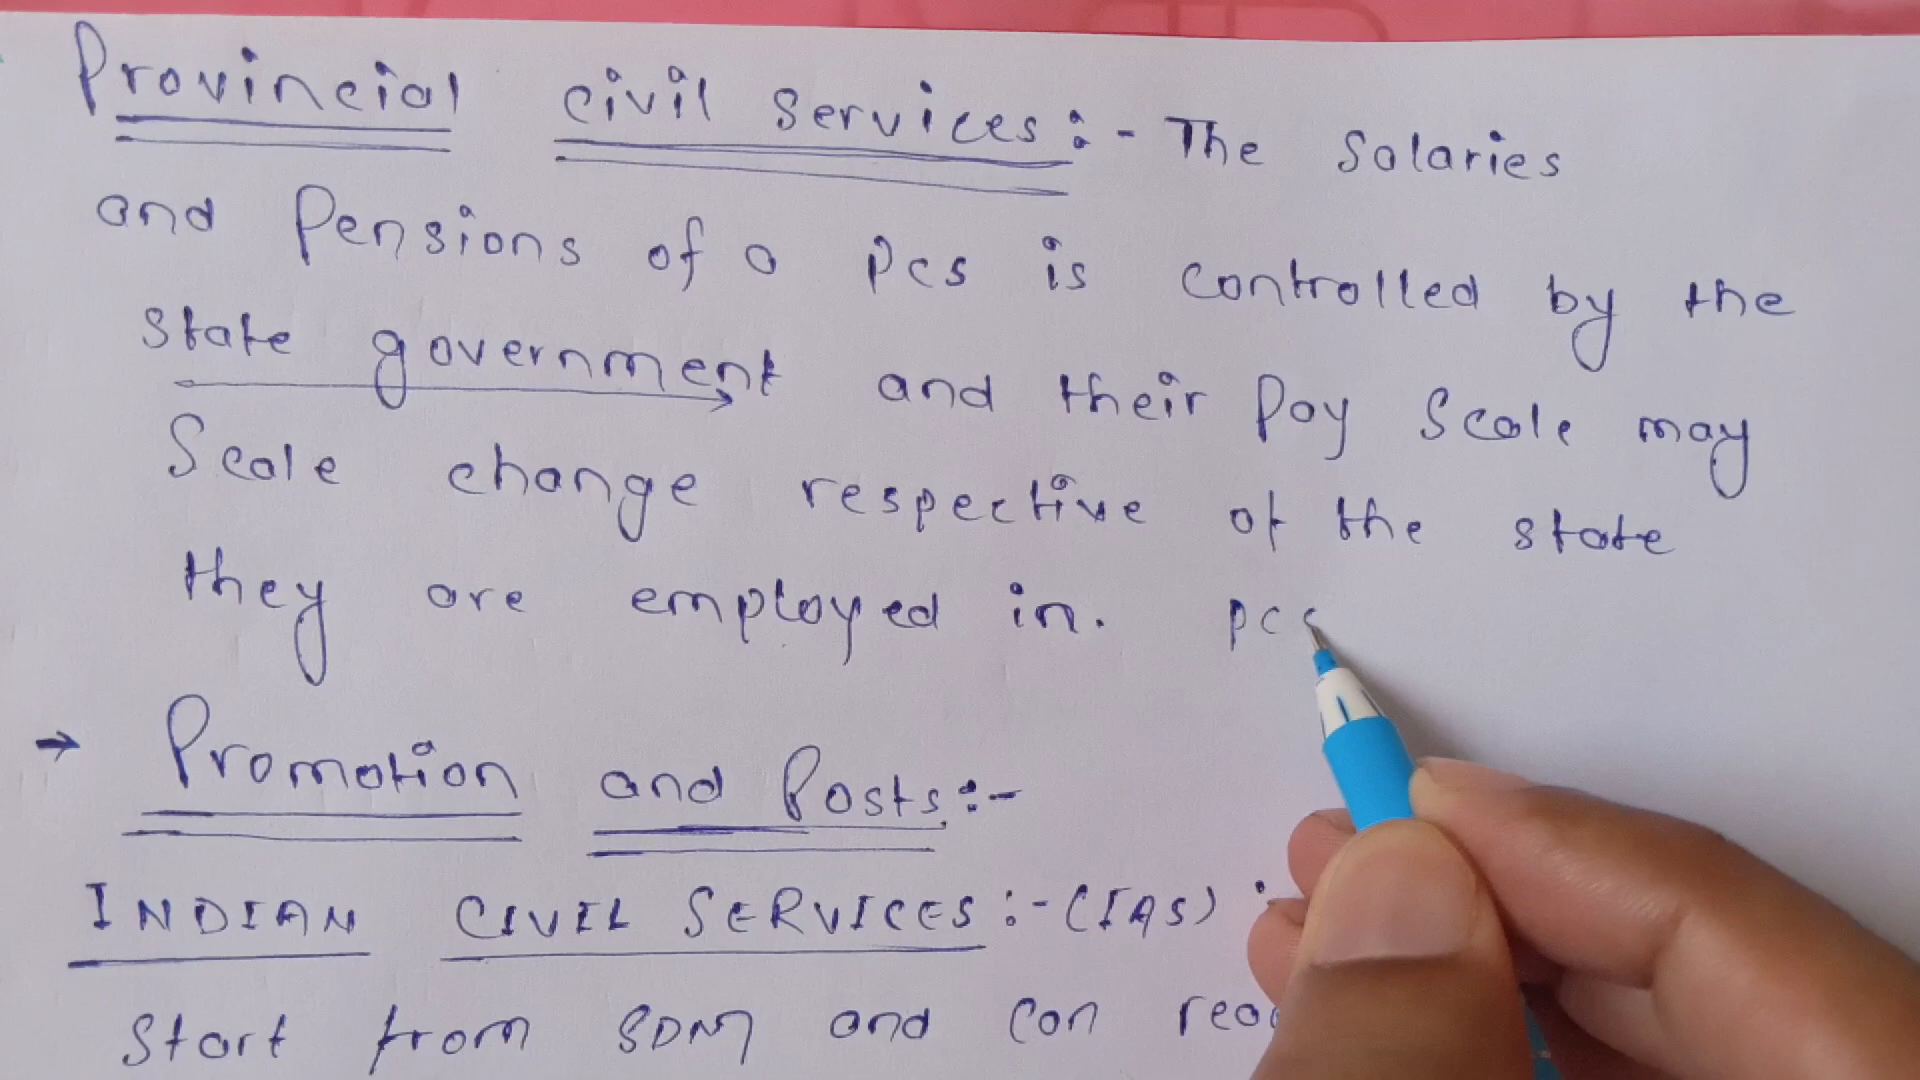 Provincial civil services:- The Salaries
and Pensions of a pcs is controlled by the
State government and their Pay Scale may
Scale change respective of the state
they are employed in. pcs
→ Promotion and Posts:-
INDIAN CIVIL SERVICES:-(IAS):
Start from SDM and can